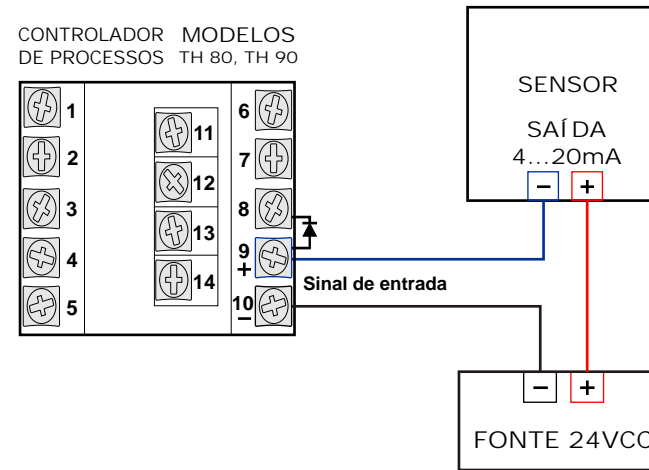 CONTROLADOR MODELOS
DE PROCESSOS TH 80, TH 90
1
2
3
4
5
11
12
13
14
6
7
8
9
+
10
−
Sinal de entrada
SENSOR
SAÍDA
4...20mA
− +
− +
FONTE 24VCC